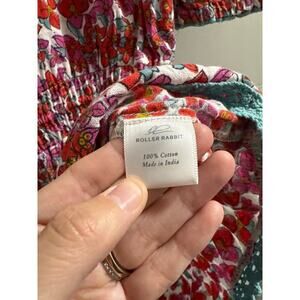 ROLLER RABBIT
100% Cotton
Made in India